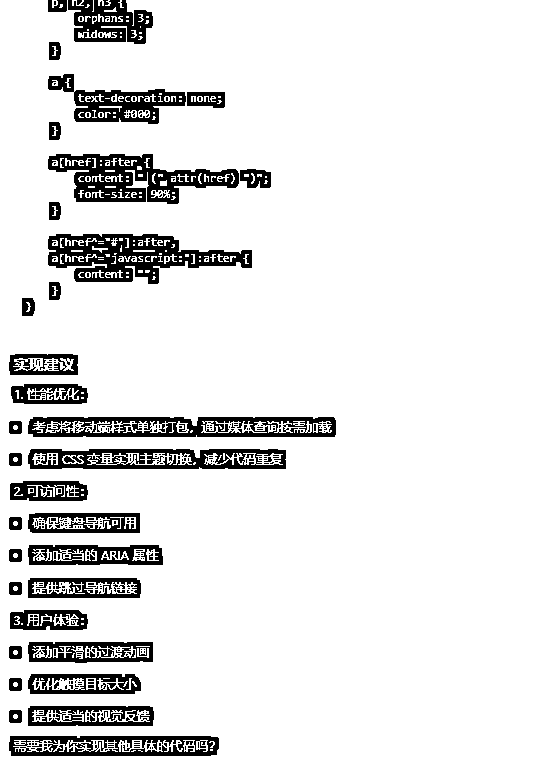 p, h2, h3 {
orphans: 3;
widows: 3;
}
a {
text-decoration: none;
color: #000;
}
a[href]:after {
content: " (" attr(href) ")";
font-size: 90%;
}
a[href^="#"]:after,
a[href^="javascript:"]:after {
content: "";
}
}
实现建议
1. 性能优化：
• 考虑将移动端样式单独打包，通过媒体查询按需加载
• 使用 CSS 变量实现主题切换，减少代码重复
2. 可访问性：
• 确保键盘导航可用
• 添加适当的 ARIA 属性
• 提供跳过导航链接
3. 用户体验：
• 添加平滑的过渡动画
• 优化触摸目标大小
• 提供适当的视觉反馈
需要我为你实现其他具体的代码吗？